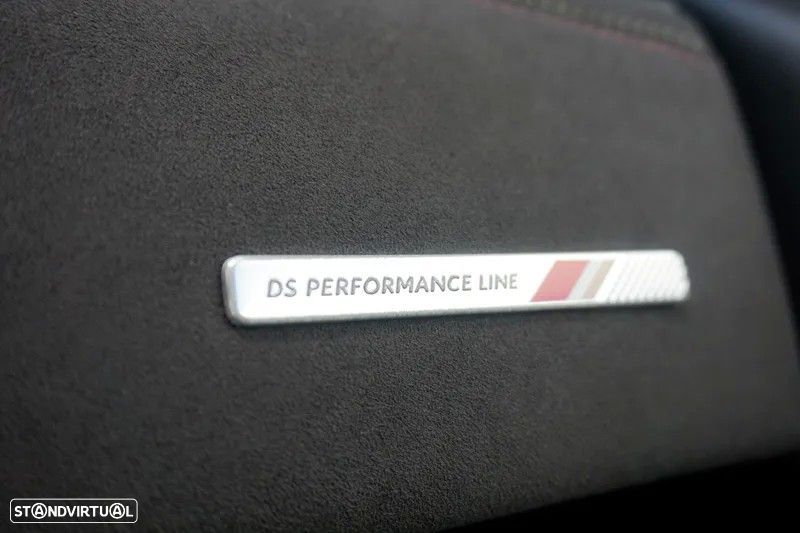 DS PERFORMANCE LINE
STANDVIRTUAL